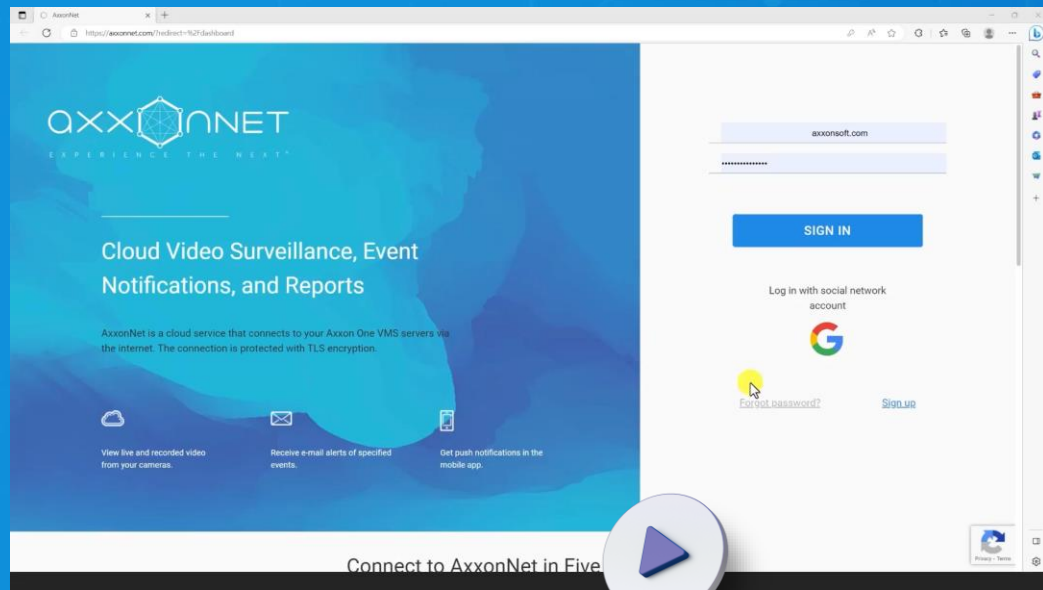 AxxonNet
https://axxonnet.com/?redirect=%2Fdashboard
axxonnet
EXPERIENCE THE NEXT
Cloud Video Surveillance, Event
Notifications, and Reports
AxxonNet is a cloud service that connects to your Axxon One VMS servers via
the internet. The connection is protected with TLS encryption.
View live and recorded video
from your cameras.
Receive e-mail alerts of specified
events.
Get push notifications in the
mobile app.
axxonsoft.com
SIGN IN
Log in with social network
account
Forgot password?
Sign up
Privacy - Terms
Connect to AxxonNet in Five